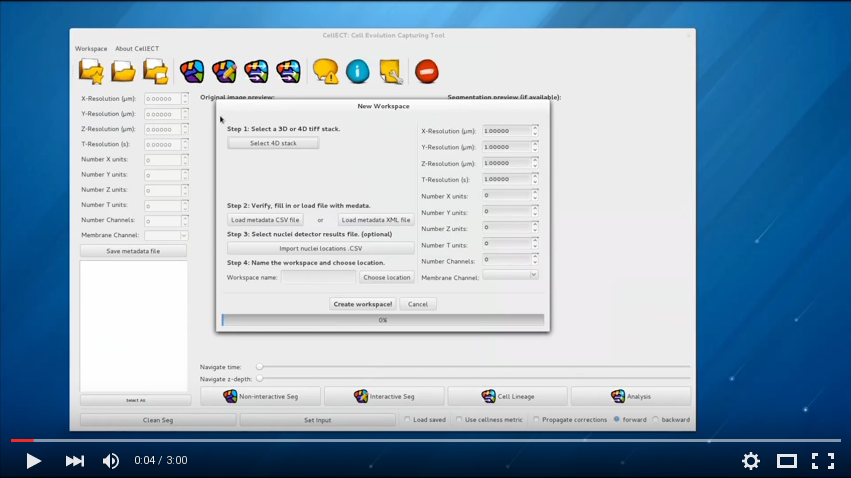 CellECT: Cell Evolution Capturing Tool
Workspace About CellECT
Original image preview:
Segmentation preview (if available):
X-Resolution (µm): 0.00000
Y-Resolution (µm): 0.00000
Z-Resolution (µm): 0.00000
T-Resolution (s): 0.00000
Number X units: 0
Number Y units: 0
Number Z units: 0
Number T units: 0
Number Channels: 0
Membrane Channel:
Save metadata file
Select All
New Workspace
Step 1: Select a 3D or 4D tiff stack.
Select 4D stack
Step 2: Verify, fill in or load file with medata.
Load metadata CSV file or Load metadata XML file
Step 3: Select nuclei detector results file. (optional)
Import nuclei locations .CSV
Step 4: Name the workspace and choose location.
Workspace name: Choose location
X-Resolution (µm): 1.00000
Y-Resolution (µm): 1.00000
Z-Resolution (µm): 1.00000
T-Resolution (s): 1.00000
Number X units: 0
Number Y units: 0
Number Z units: 0
Number T units: 0
Number Channels: 0
Membrane Channel:
Create workspace! Cancel
0%
Navigate time:
Navigate z-depth:
Non-interactive Seg Interactive Seg Cell Lineage Analysis
Clean Seg Set Input Load saved Use cellness metric Propagate corrections forward backward
0:04 / 3:00